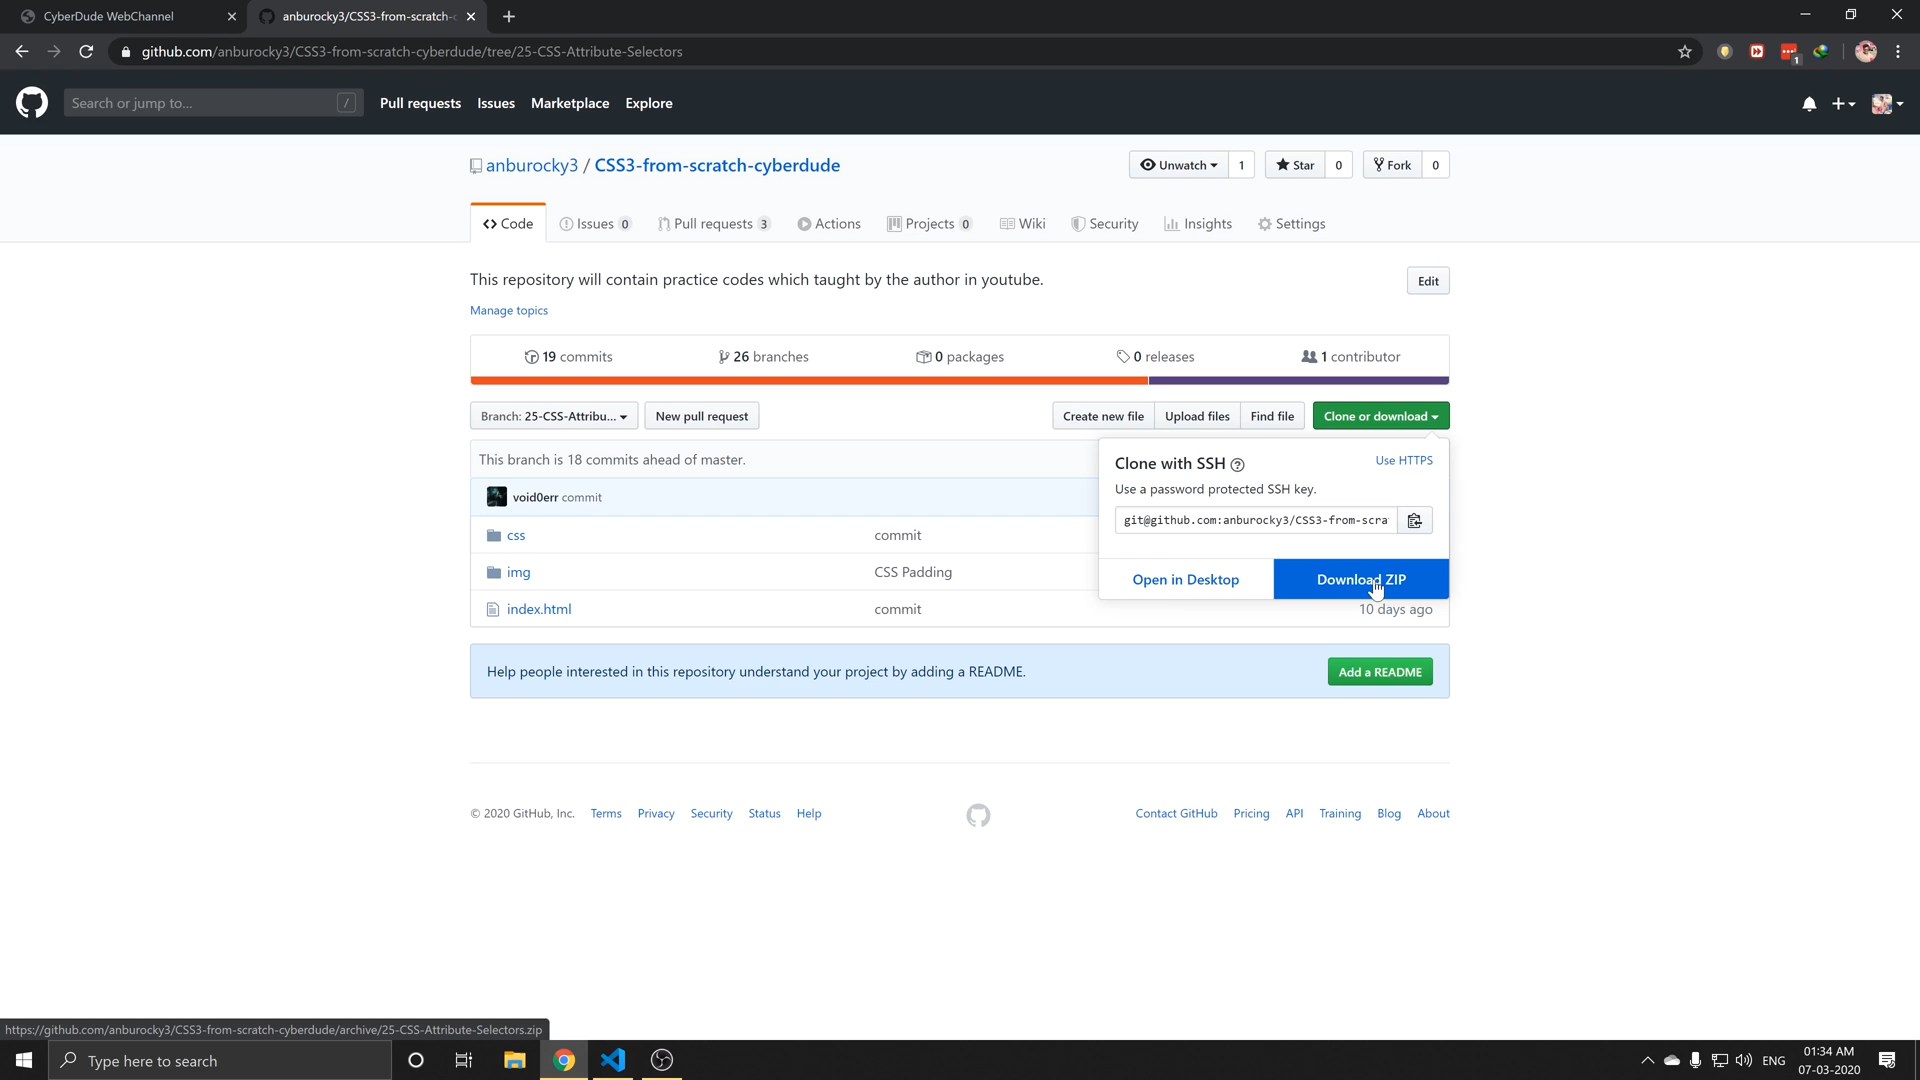 CyberDude WebChannel
anburocky3/CSS3-from-scratch-c
github.com/anburocky3/CSS3-from-scratch-cyberdude/tree/25-CSS-Attribute-Selectors
1
Search or jump to...
/
Pull requests
Issues
Marketplace
Explore
anburocky3 / CSS3-from-scratch-cyberdude
Unwatch 1
Star 0
Fork 0
Code
Issues 0
Pull requests 3
Actions
Projects 0
Wiki
Security
Insights
Settings
This repository will contain practice codes which taught by the author in youtube.
Edit
Manage topics
19 commits
26 branches
0 packages
0 releases
1 contributor
Branch: 25-CSS-Attribu...
New pull request
Create new file
Upload files
Find file
Clone or download
This branch is 18 commits ahead of master.
Clone with SSH
Use HTTPS
Use a password protected SSH key.
git@github.com:anburocky3/CSS3-from-scra
Open in Desktop
Download ZIP
void0err commit
css
commit
img
CSS Padding
index.html
commit
10 days ago
Help people interested in this repository understand your project by adding a README.
Add a README
© 2020 GitHub, Inc.
Terms
Privacy
Security
Status
Help
Contact GitHub
Pricing
API
Training
Blog
About
https://github.com/anburocky3/CSS3-from-scratch-cyberdude/archive/25-CSS-Attribute-Selectors.zip
Type here to search
ENG
01:34 AM
07-03-2020